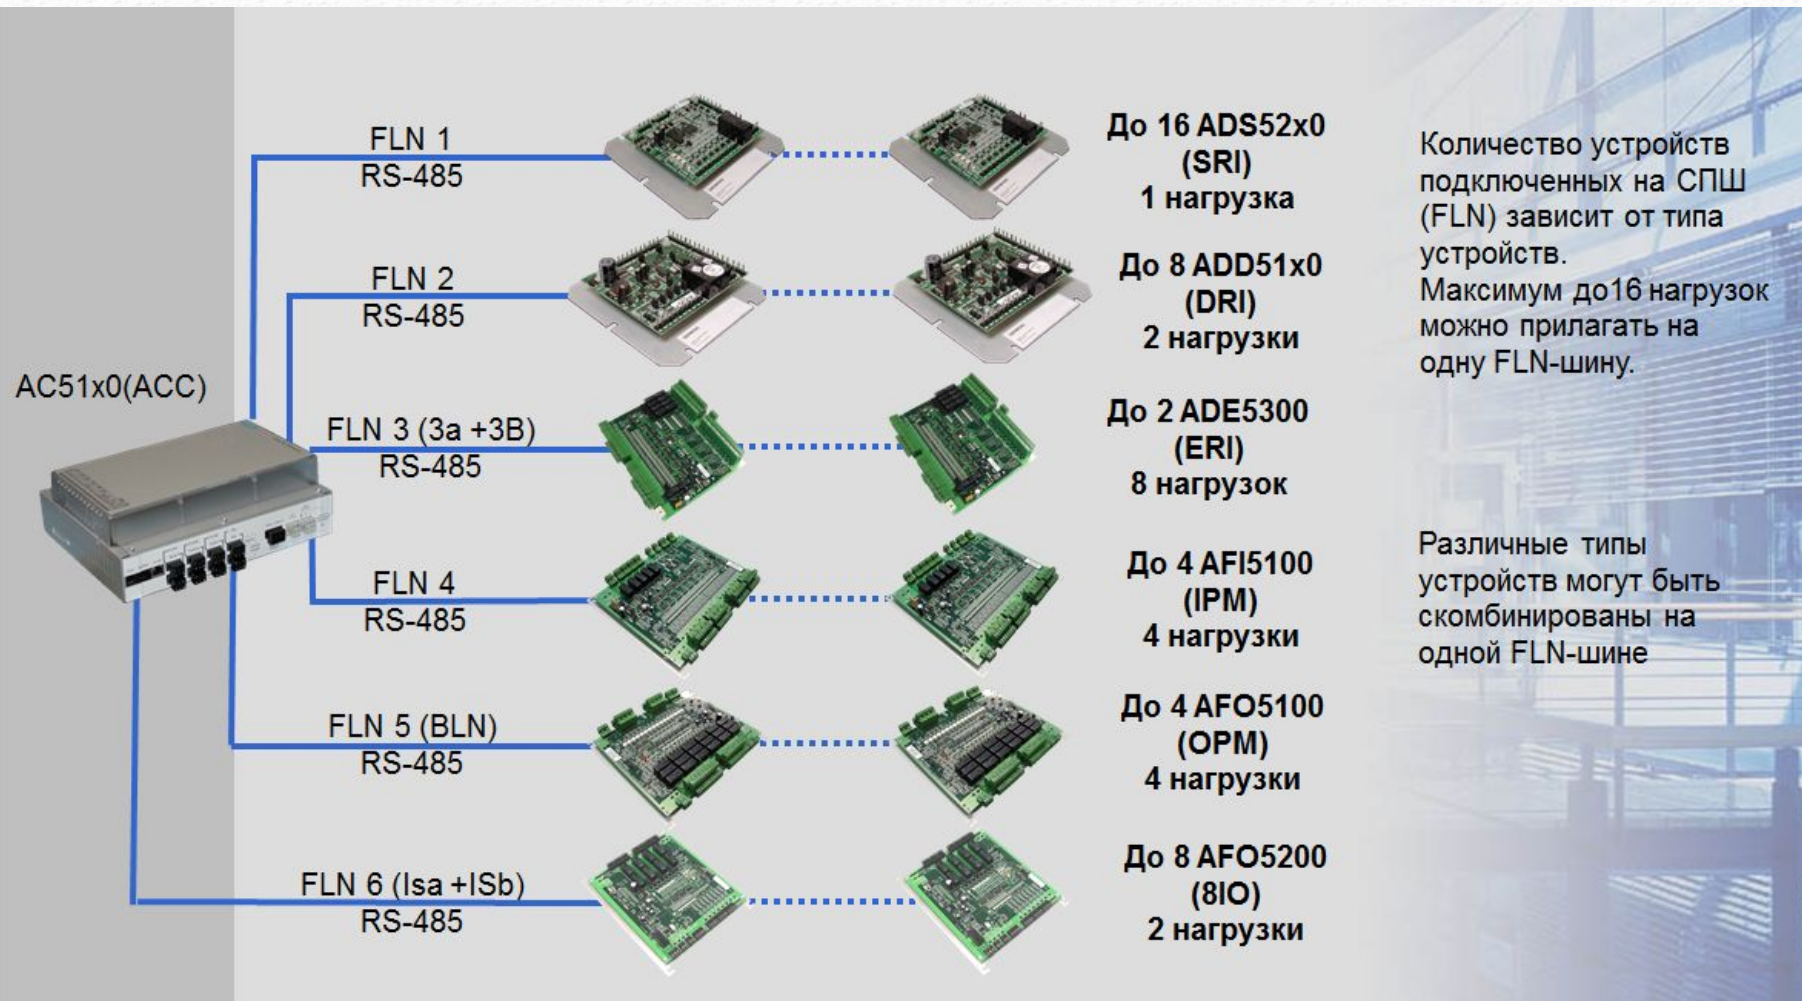 FLN 1
RS-485
До 16 ADS52x0
(SRI)
1 нагрузка
FLN 2
RS-485
До 8 ADD51x0
(DRI)
2 нагрузки
AC51x0(ACC)
FLN 3 (3a +3B)
RS-485
До 2 ADE5300
(ERI)
8 нагрузок
FLN 4
RS-485
До 4 AFI5100
(IPM)
4 нагрузки
FLN 5 (BLN)
RS-485
До 4 AFO5100
(OPM)
4 нагрузки
FLN 6 (Isa +ISb)
RS-485
До 8 AFO5200
(8IO)
2 нагрузки
Количество устройств
подключенных на СПШ
(FLN) зависит от типа
устройств.
Максимум до16 нагрузок
можно прилагать на
одну FLN-шину.
Различные типы
устройств могут быть
скомбинированы на
одной FLN-шине